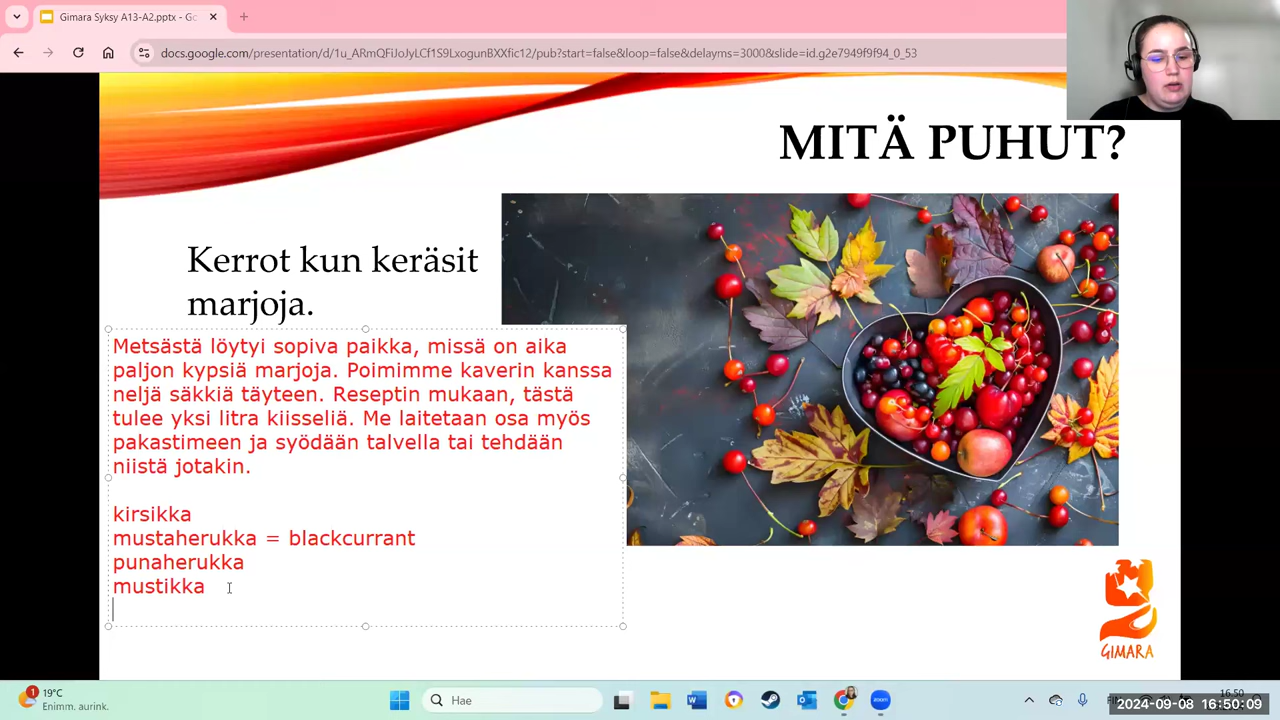 Gimara Syksy A13-A2.pptx - Gc
docs.google.com/presentation/d/1u_ARmQFiJoJyLCf1S9LxogunBXXfic12/pub?start=false&loop=false&delayms=3000&slide=id.g2e7949f9f94_0_53
MITÄ PUHUT?
Kerrot kun keräsit
marjoja.
Metsästä löytyi sopiva paikka, missä on aika
paljon kypsiä marjoja. Poimimme kaverin kanssa
neljä säkkiä täyteen. Reseptin mukaan, tästä
tulee yksi litra kiisseliä. Me laitetaan osa myös
pakastimeen ja syödään talvella tai tehdään
niistä jotakin.
kirsikka
mustaherukka = blackcurrant
punaherukka
mustikka
GIMARA
1
19°C
Enimm. aurink.
Hae
16.50
2024-09-08 16:50:09